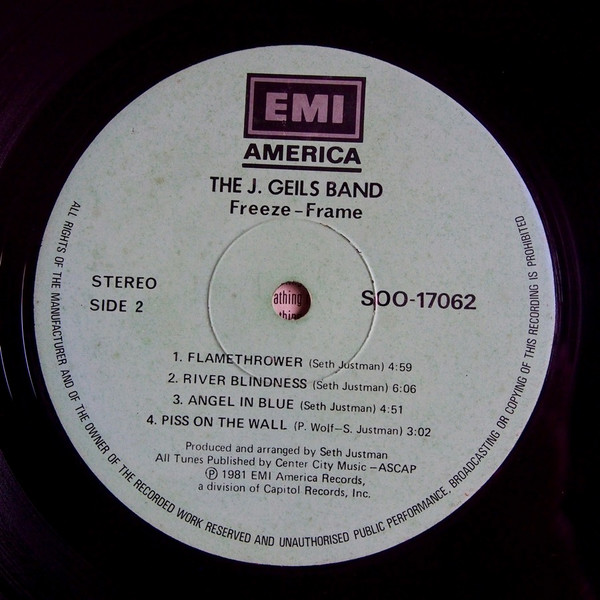 EMI
AMERICA
THE J. GEILS BAND
Freeze-Frame
STEREO
SIDE 2
SOO-17062
athing
thin
1. FLAMETHROWER (Seth Justman) 4:59
2. RIVER BLINDNESS (Seth Justman) 6:06
3. ANGEL IN BLUE (Seth Justman) 4:51
4. PISS ON THE WALL (P. Wolf-S. Justman) 3:02
Produced and arranged by Seth Justman
All Tunes Published by Center City Music -ASCAP
℗ 1981 EMI America Records,
a division of Capitol Records, Inc.
ALL RIGHTS OF THE MANUFACTURER AND OF THE OWNER OF THE RECORDED WORK RESERVED AND UNAUTHORISED PUBLIC PERFORMANCE, BROADCASTING OR COPYING OF THIS RECORDING IS PROHIBITED